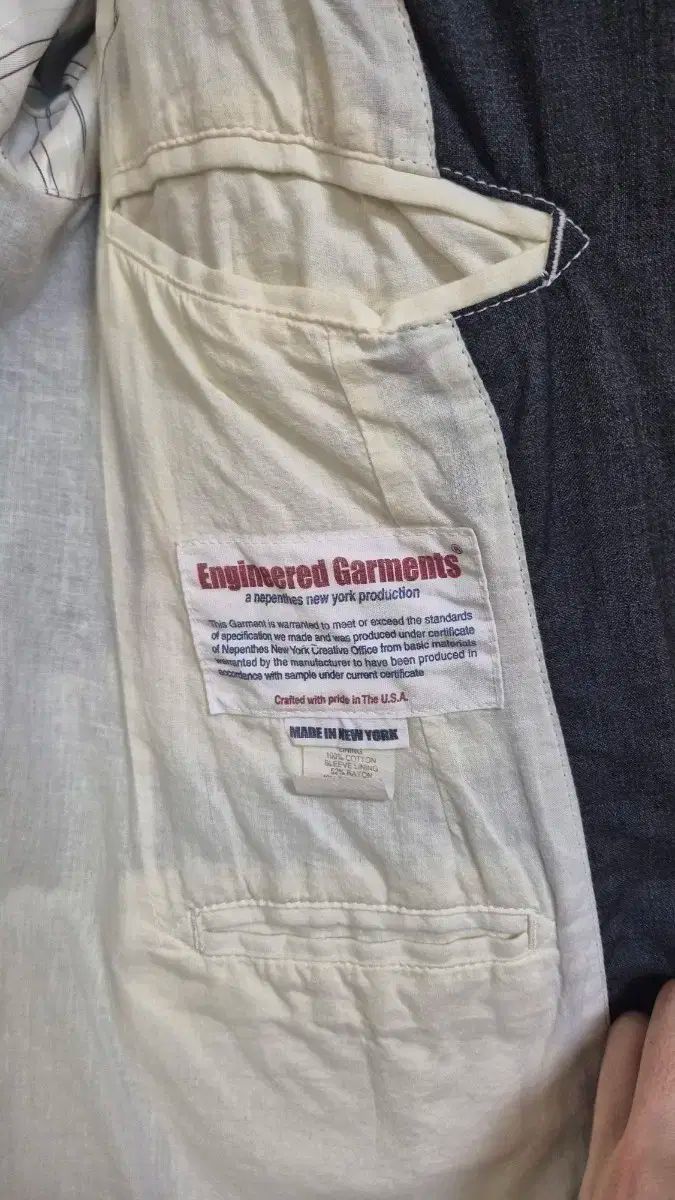 Engineered Garments®
a nepenthes new york production
This Garment is warranted to meet or exceed the standards
of specification we made and was produced under certificate
of Nepenthes New York Creative Office from basic materials
warranted by the manufacturer to have been produced in
accordence with sample under current certificate
Crafted with pride in The U.S.A.
MADE IN NEW YORK
LINING
100% COTTON
SLEEVE LINING
52% RAYON